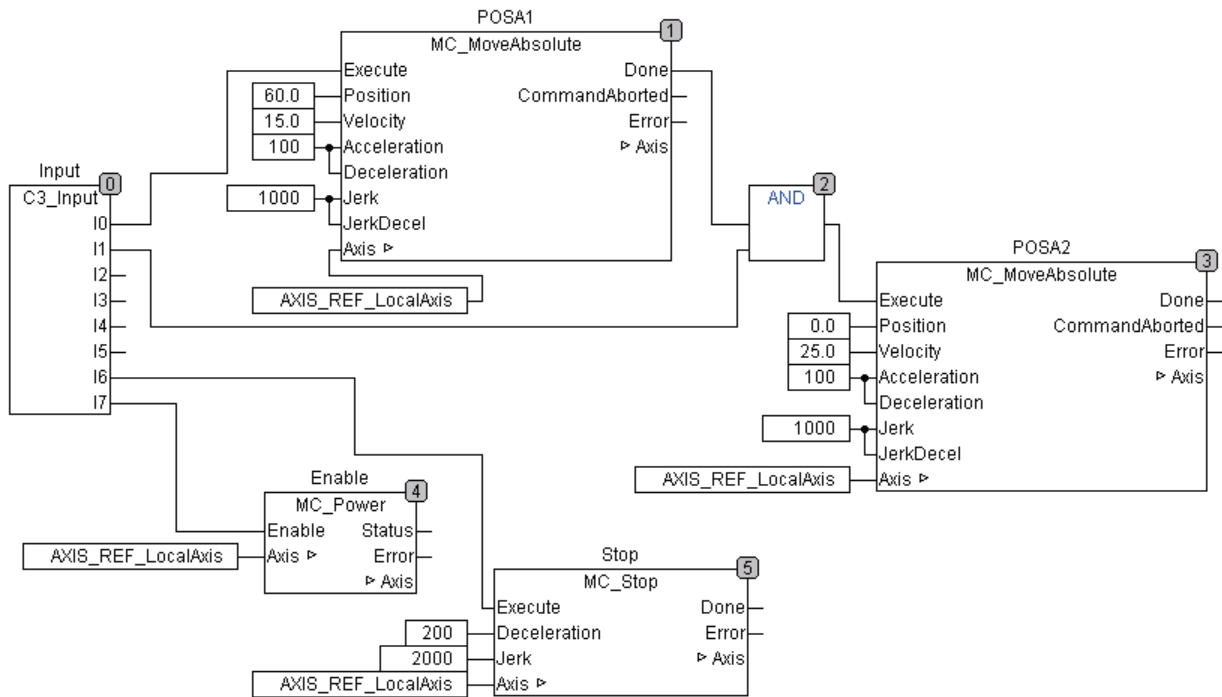 POSA1
1
MC_MoveAbsolute
Execute Done
60.0 Position CommandAborted
15.0 Velocity Error
100 Acceleration Axis
Deceleration
1000 Jerk
JerkDecel
Axis
AXIS_REF_LocalAxis
Input
0
C3_Input
I0
I1
I2
I3
I4
I5
I6
I7
2
AND
POSA2
3
MC_MoveAbsolute
Execute Done
0.0 Position CommandAborted
25.0 Velocity Error
100 Acceleration Axis
Deceleration
1000 Jerk
JerkDecel
AXIS_REF_LocalAxis Axis
Enable
4
MC_Power
Enable Status
AXIS_REF_LocalAxis Axis Error
Axis
Stop
5
MC_Stop
Execute Done
200 Deceleration Error
2000 Jerk Axis
AXIS_REF_LocalAxis Axis